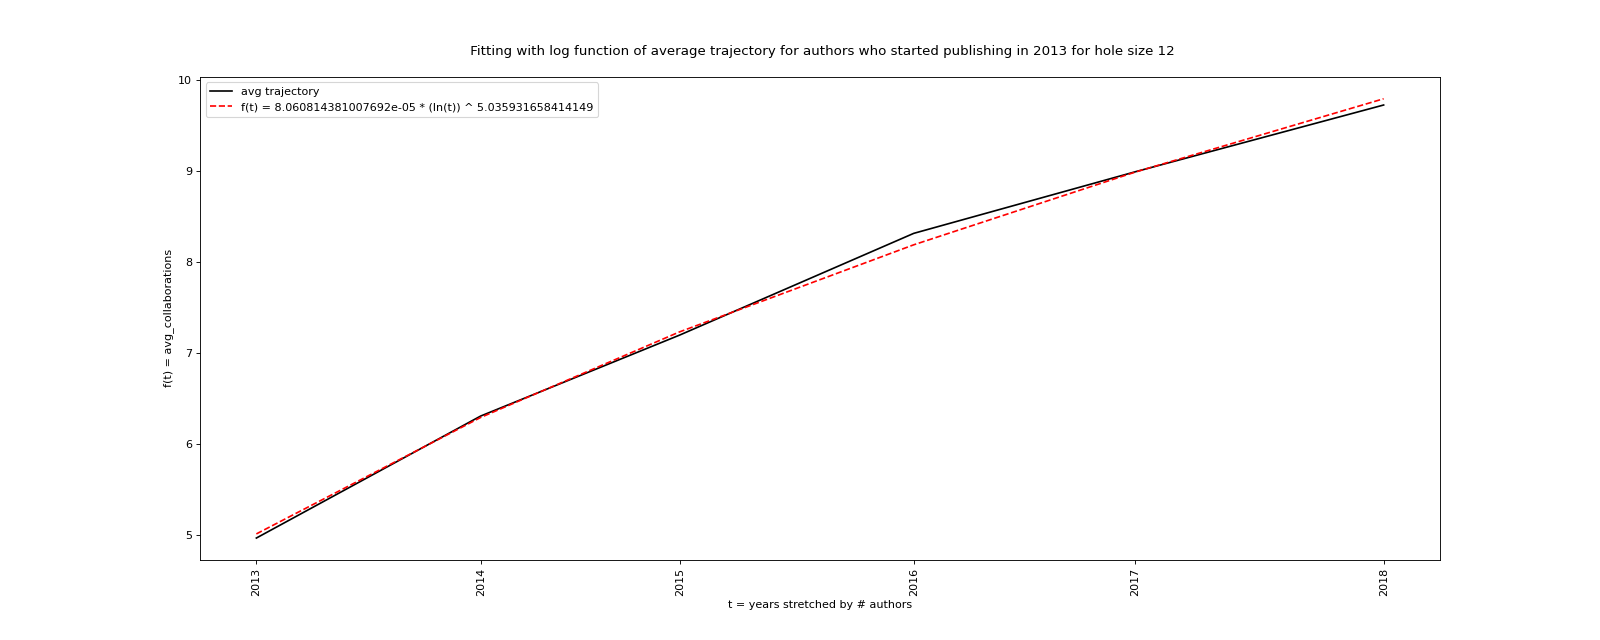 Fitting with log function of average trajectory for authors who started publishing in 2013 for hole size 12
avg trajectory
f(t) = 8.060814381007692e-05 * (ln(t)) ^ 5.035931658414149
10
9
8
7
6
5
f(t) = avg_collaborations
2013
2014
2015
2016
2017
2018
t = years stretched by # authors